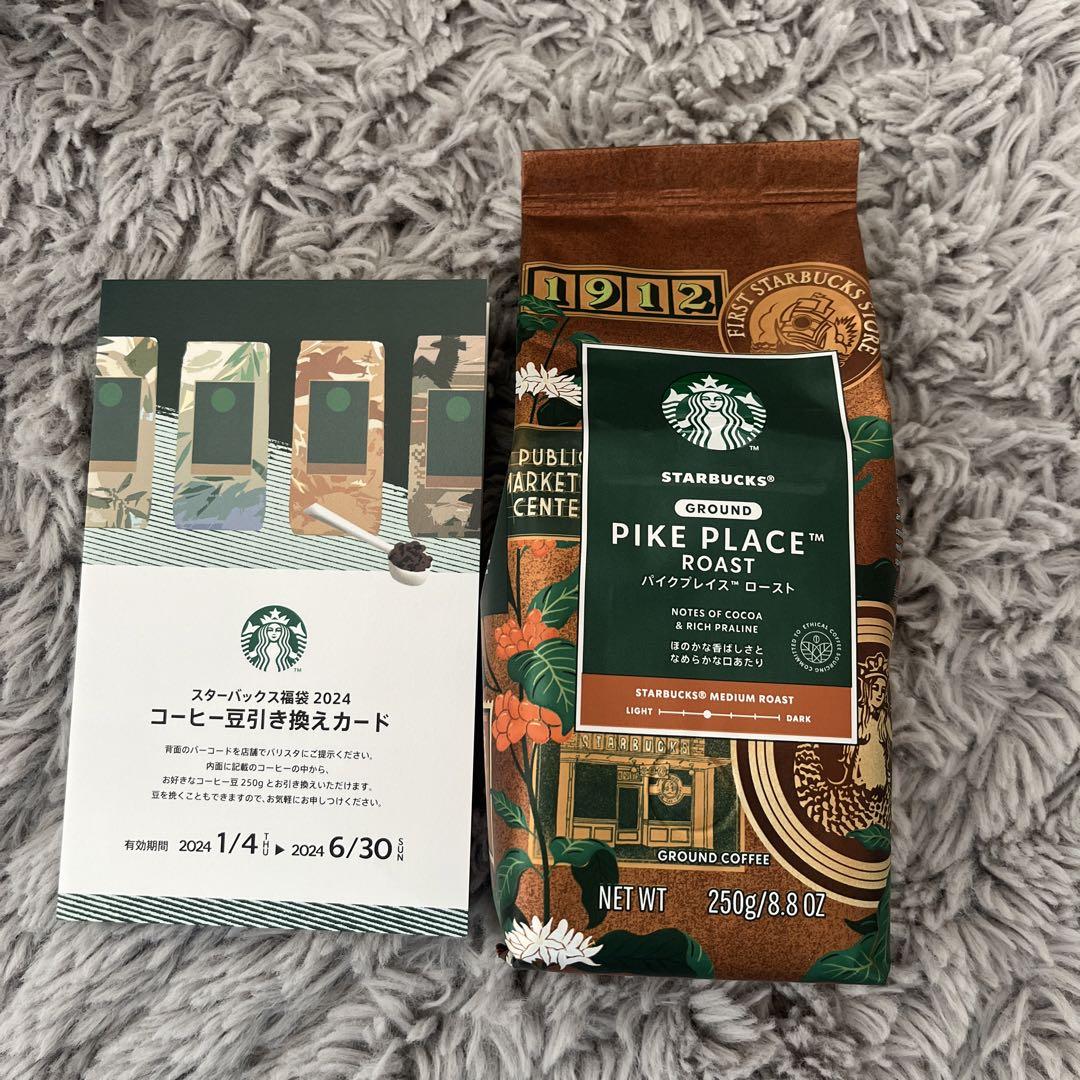 スターバックス福袋 2024
コーヒー豆引き換えカード
背面のバーコードを店舗でバリスタにご提示ください。
内面に記載のコーヒーの中から、
お好きなコーヒー豆 250g とお引き換えいただけます。
豆を挽くこともできますので、お気軽にお申しつけください。
有効期間 2024 1/4 THU ▶ 2024 6/30 SUN
TM
1912
FIRST STARBUCKS STORE
PUBLIC
MARKET
CENTE
TM
STARBUCKS®
GROUND
PIKE PLACE™
ROAST
パイクプレイス™ ロースト
NOTES OF COCOA
& RICH PRALINE
ほのかな香ばしさと
なめらかな口あたり
COMMITTED TO ETHICAL COFFEE SOURCING
STARBUCKS® MEDIUM ROAST
LIGHT DARK
STARBUCKS
GROUND COFFEE
NET WT 250g/8.8 OZ